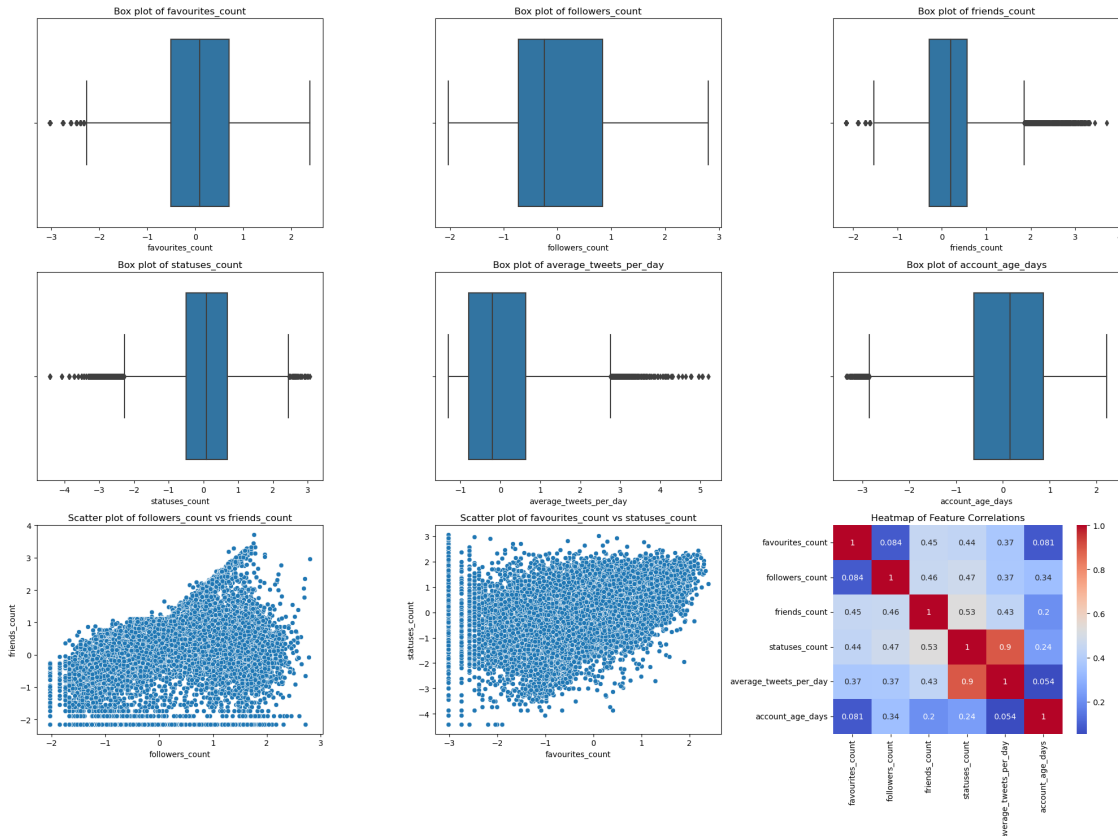 Box plot of favourites_count
−3 −2 −1 0 1 2
favourites_count
Box plot of followers_count
−2 −1 0 1 2 3
followers_count
Box plot of friends_count
−2 −1 0 1 2 3
friends_count
Box plot of statuses_count
−4 −3 −2 −1 0 1 2 3
statuses_count
Box plot of average_tweets_per_day
−1 0 1 2 3 4 5
average_tweets_per_day
Box plot of account_age_days
−3 −2 −1 0 1 2
account_age_days
Scatter plot of followers_count vs friends_count
friends_count
4
3
2
1
0
−1
−2
−2 −1 0 1 2 3
followers_count
Scatter plot of favourites_count vs statuses_count
statuses_count
3
2
1
0
−1
−2
−3
−4
−3 −2 −1 0 1 2
favourites_count
Heatmap of Feature Correlations
favourites_count 1 0.084 0.45 0.44 0.37 0.081
followers_count 0.084 1 0.46 0.47 0.37 0.34
friends_count 0.45 0.46 1 0.53 0.43 0.2
statuses_count 0.44 0.47 0.53 1 0.9 0.24
average_tweets_per_day 0.37 0.37 0.43 0.9 1 0.054
account_age_days 0.081 0.34 0.2 0.24 0.054 1
favourites_count
followers_count
friends_count
statuses_count
average_tweets_per_day
account_age_days
1.0
0.8
0.6
0.4
0.2